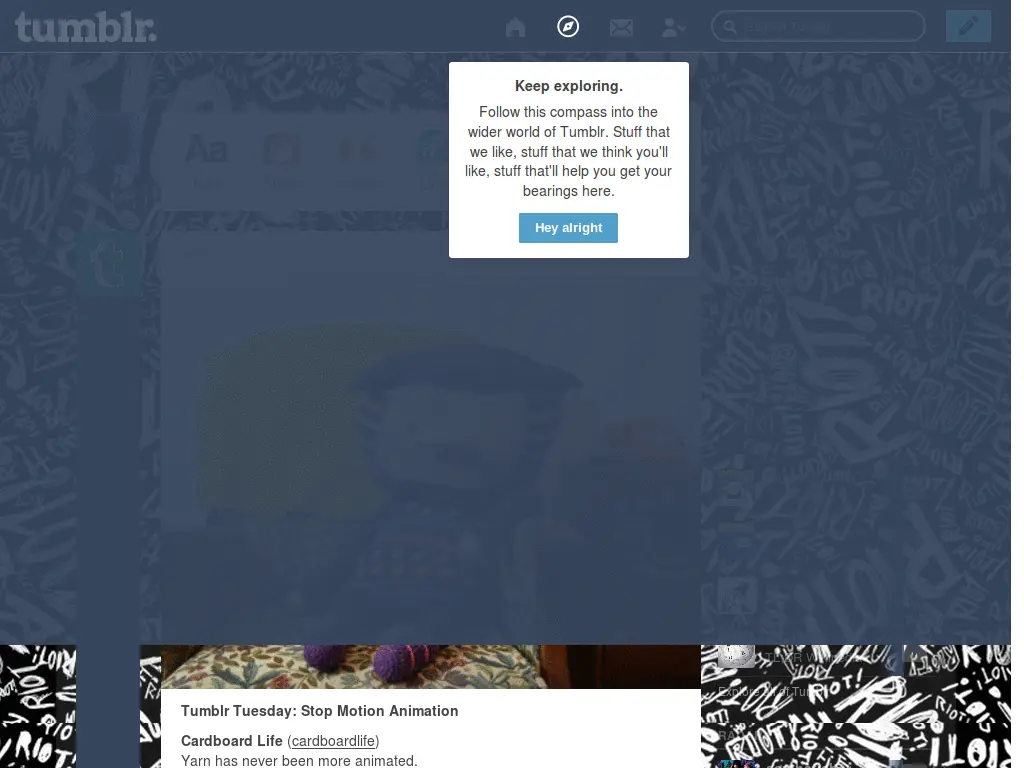 tumblr.
Keep exploring.
Follow this compass into the
wider world of Tumblr. Stuff that
we like, stuff that we think you'll
like, stuff that'll help you get your
bearings here.
Hey alright
Aa
RIOT!
Tumblr Tuesday: Stop Motion Animation
Cardboard Life (cardboardlife)
Yarn has never been more animated.